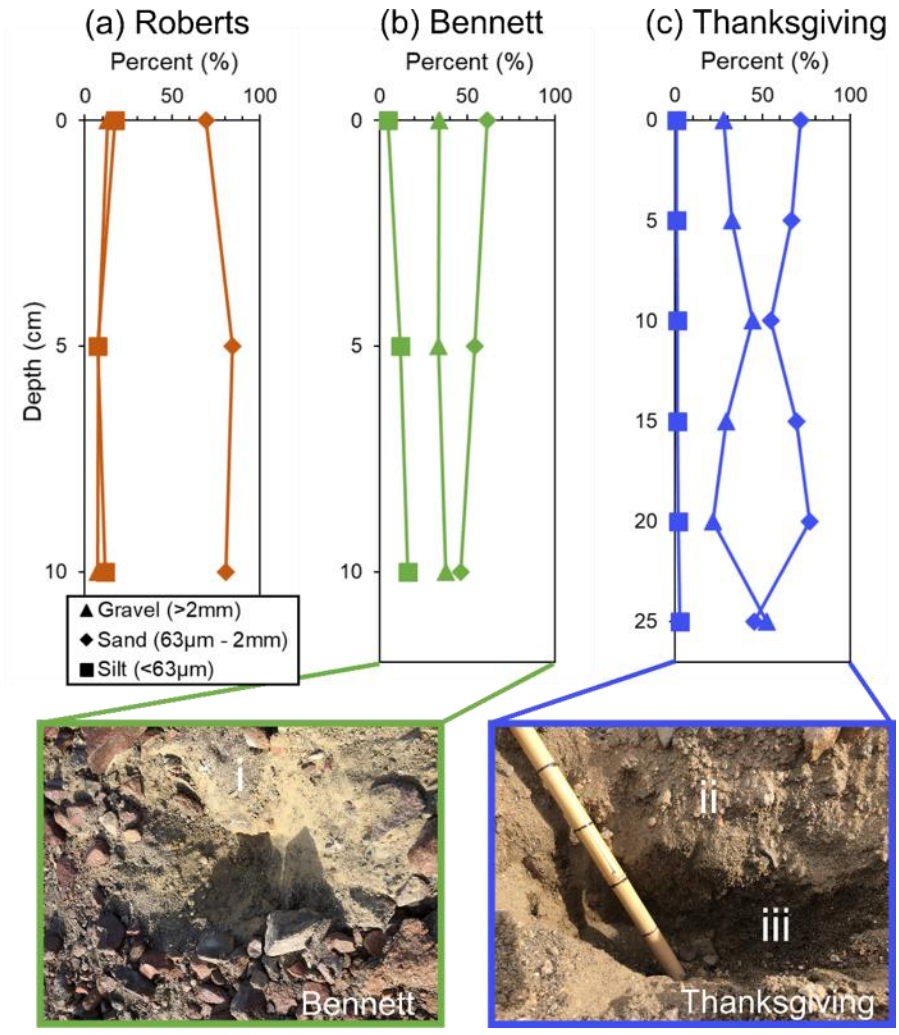 (a) Roberts
(b) Bennett
(c) Thanksgiving
Percent (%)
Percent (%)
Percent (%)
0 50 100
0 50 100
0 50 100
Depth (cm)
0
5
10
0
5
10
0
5
10
15
20
25
Gravel (>2mm)
Sand (63µm - 2mm)
Silt (<63µm)
i
Bennett
ii
iii
Thanksgiving